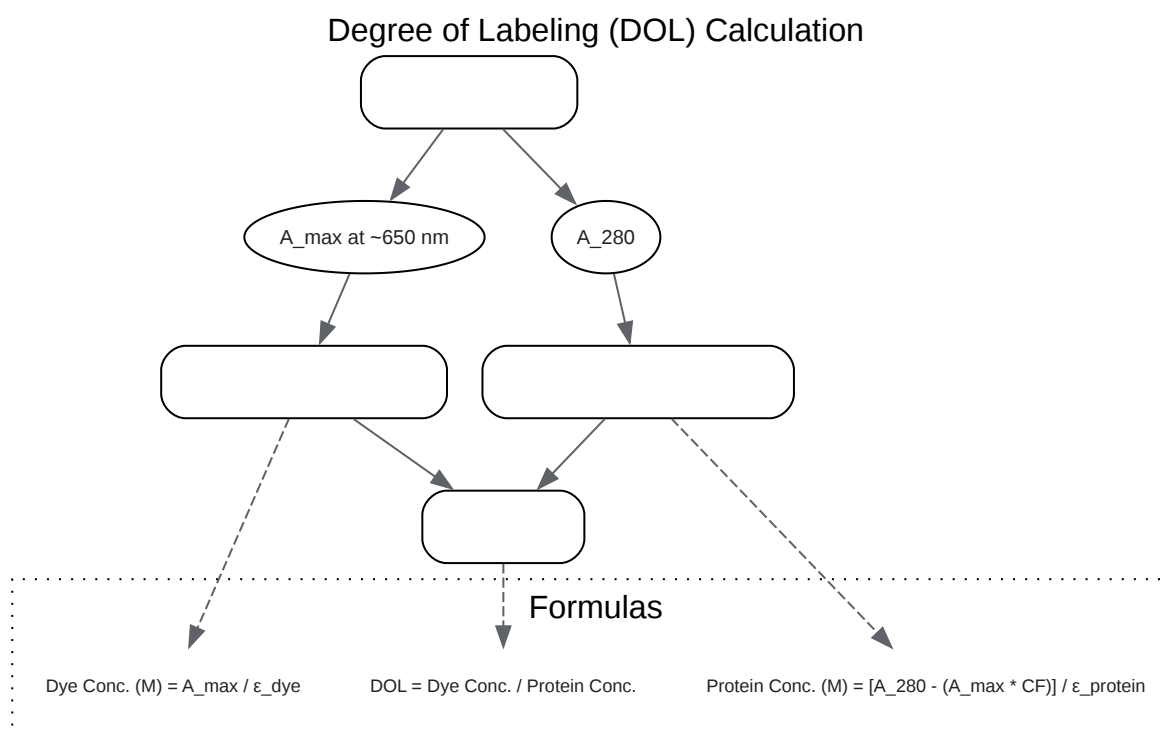 Degree of Labeling (DOL) Calculation
A_max at ~650 nm
A_280
Formulas
Dye Conc. (M) = A_max / ε_dye
DOL = Dye Conc. / Protein Conc.
Protein Conc. (M) = [A_280 - (A_max * CF)] / ε_protein